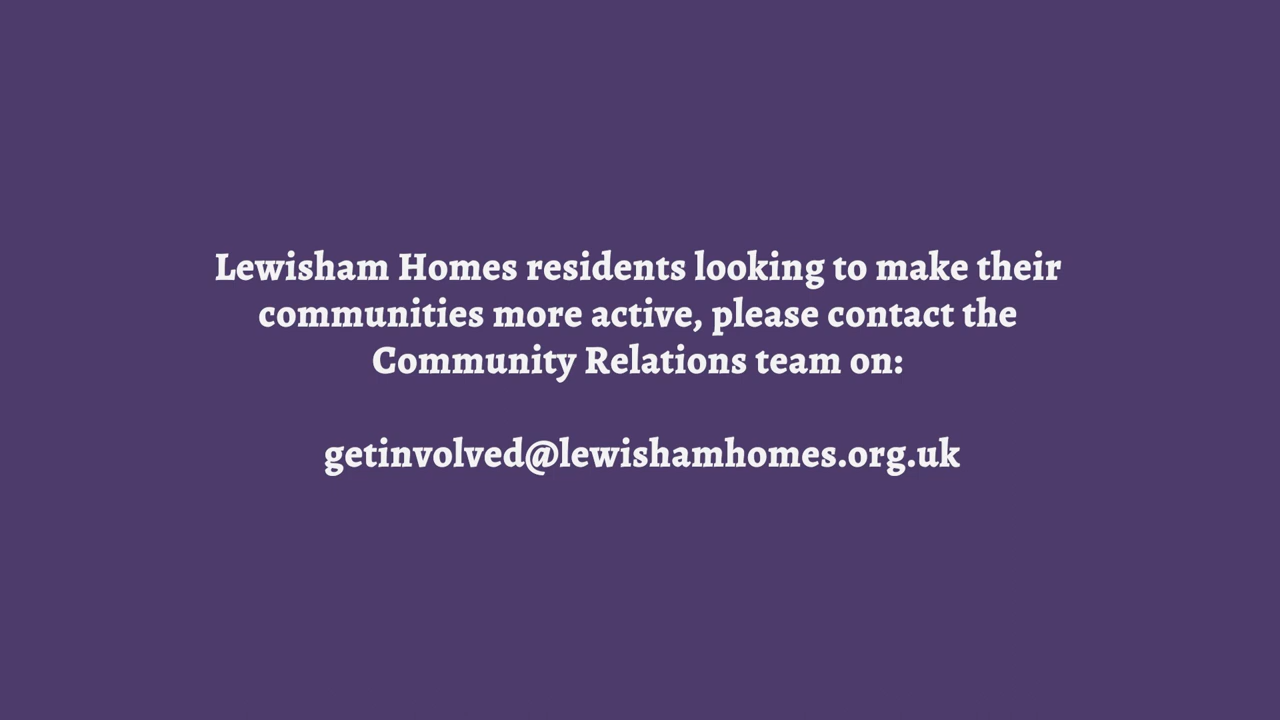 Lewisham Homes residents looking to make their
communities more active, please contact the
Community Relations team on:
getinvolved@lewishamhomes.org.uk